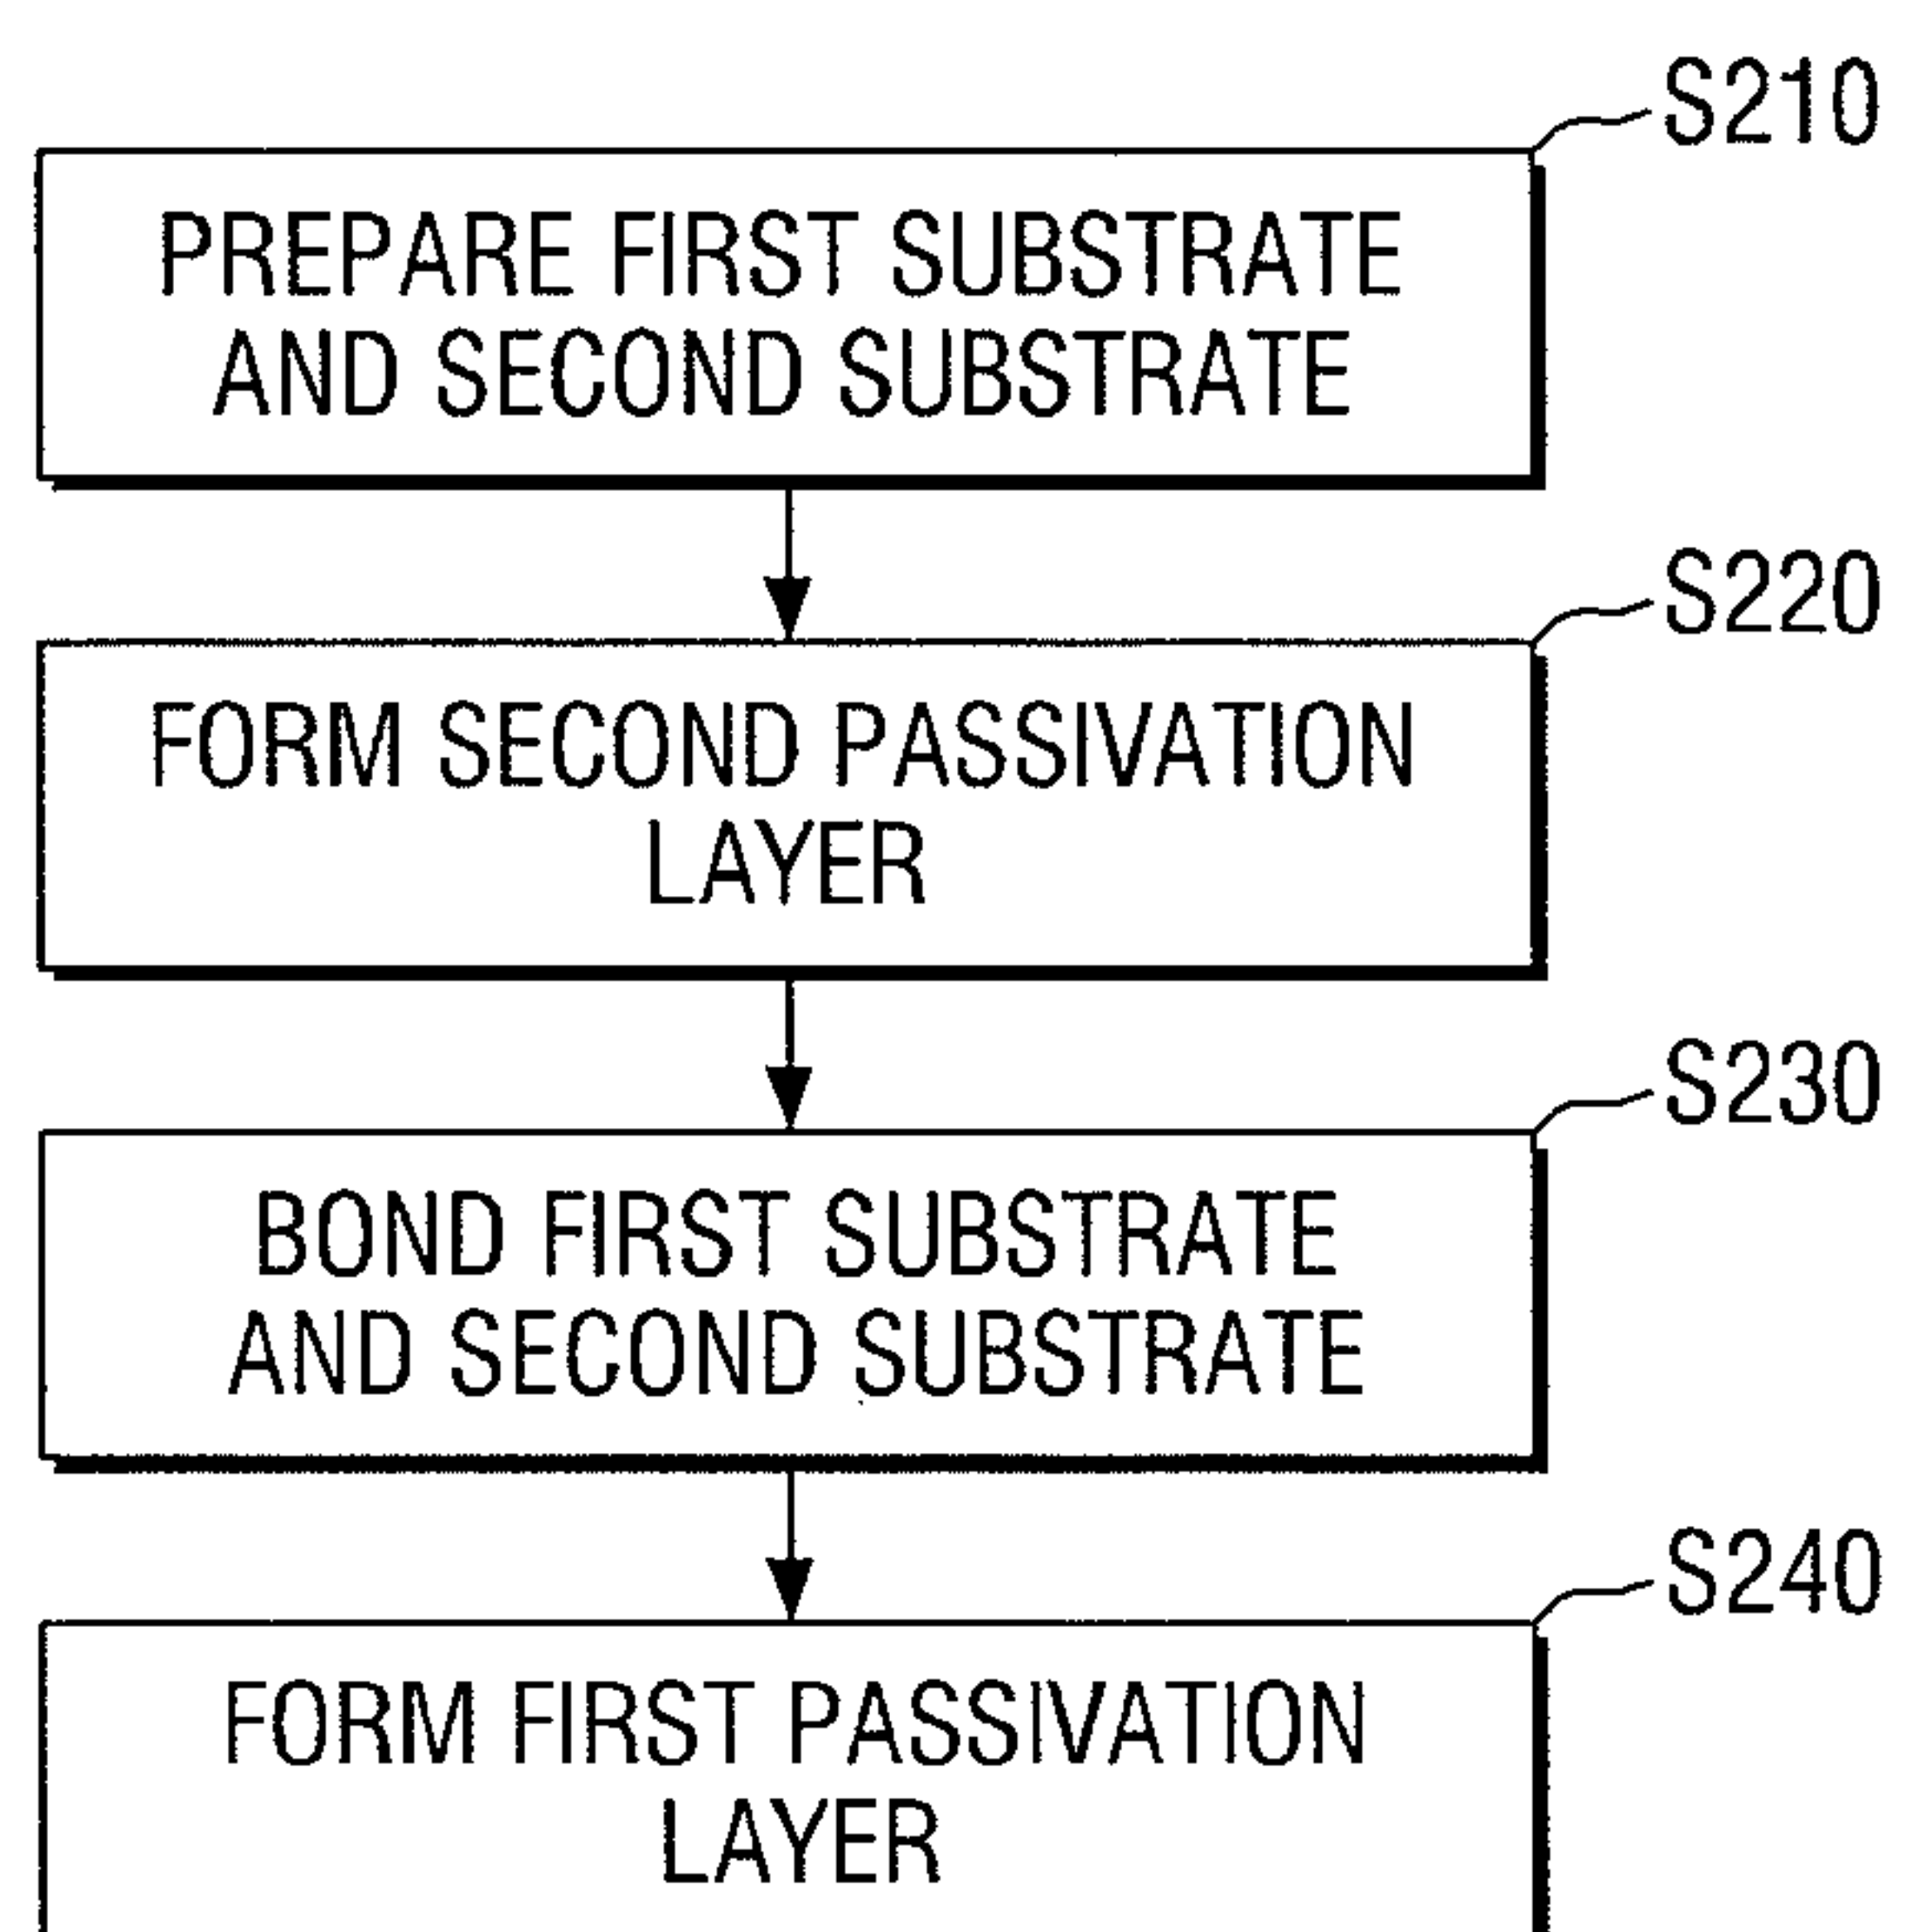 S210
PREPARE FIRST SUBSTRATE
AND SECOND SUBSTRATE
S220
FORM SECOND PASSIVATION
LAYER
S230
BOND FIRST SUBSTRATE
AND SECOND SUBSTRATE
S240
FORM FIRST PASSIVATION
LAYER